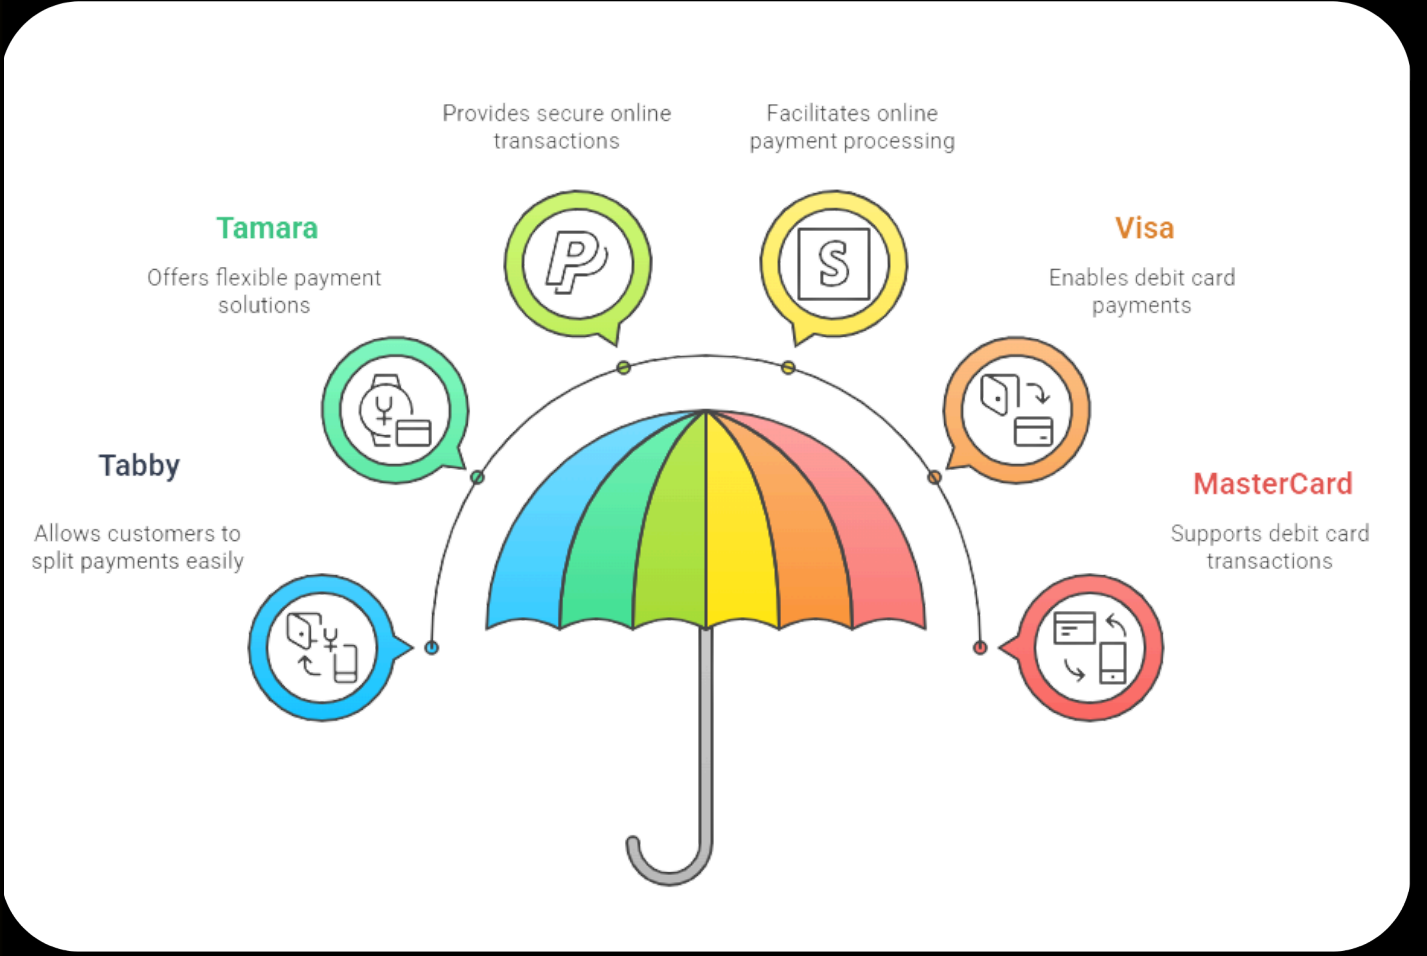 Provides secure online
transactions
Facilitates online
payment processing
Tamara
Offers flexible payment
solutions
Visa
Enables debit card
payments
P
S
Tabby
Allows customers to
split payments easily
MasterCard
Supports debit card
transactions